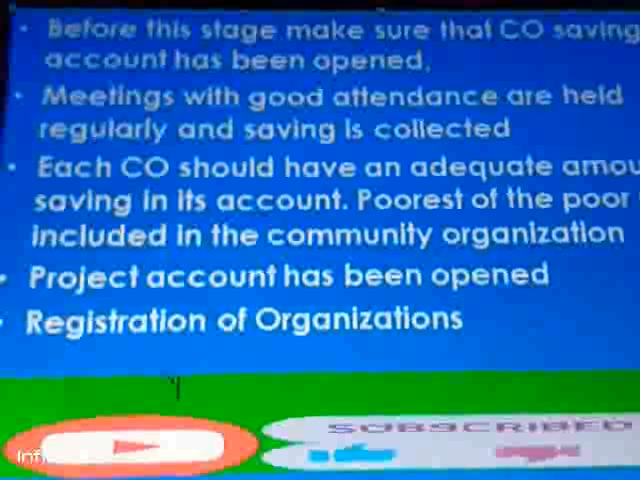 • Before this stage make sure that CO saving
account has been opened.
• Meetings with good attendance are held
regularly and saving is collected
• Each CO should have an adequate amou
saving in its account. Poorest of the poor
included in the community organization
• Project account has been opened
• Registration of Organizations
SUBSCRIBED
Inf